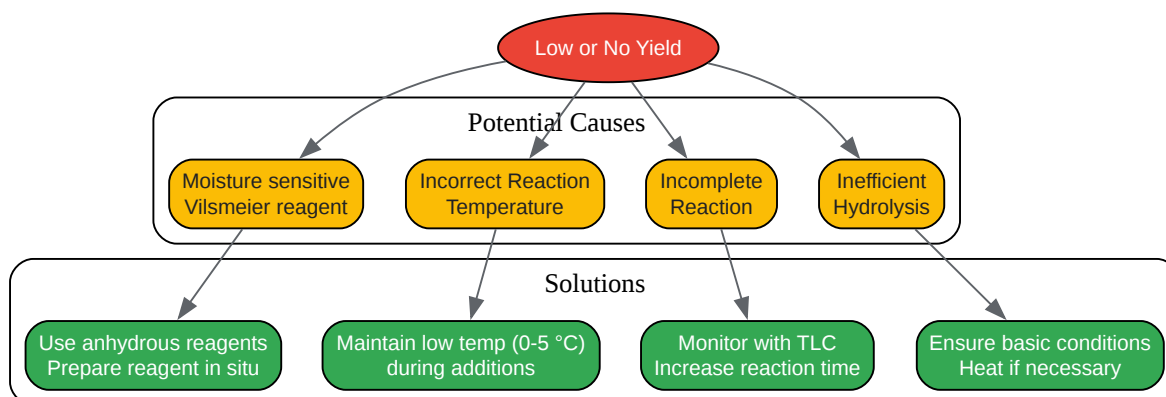 Low or No Yield
Potential Causes
Moisture sensitive
Vilsmeier reagent
Incorrect Reaction
Temperature
Incomplete
Reaction
Inefficient
Hydrolysis
Solutions
Use anhydrous reagents
Prepare reagent in situ
Maintain low temp (0-5 °C)
during additions
Monitor with TLC
Increase reaction time
Ensure basic conditions
Heat if necessary